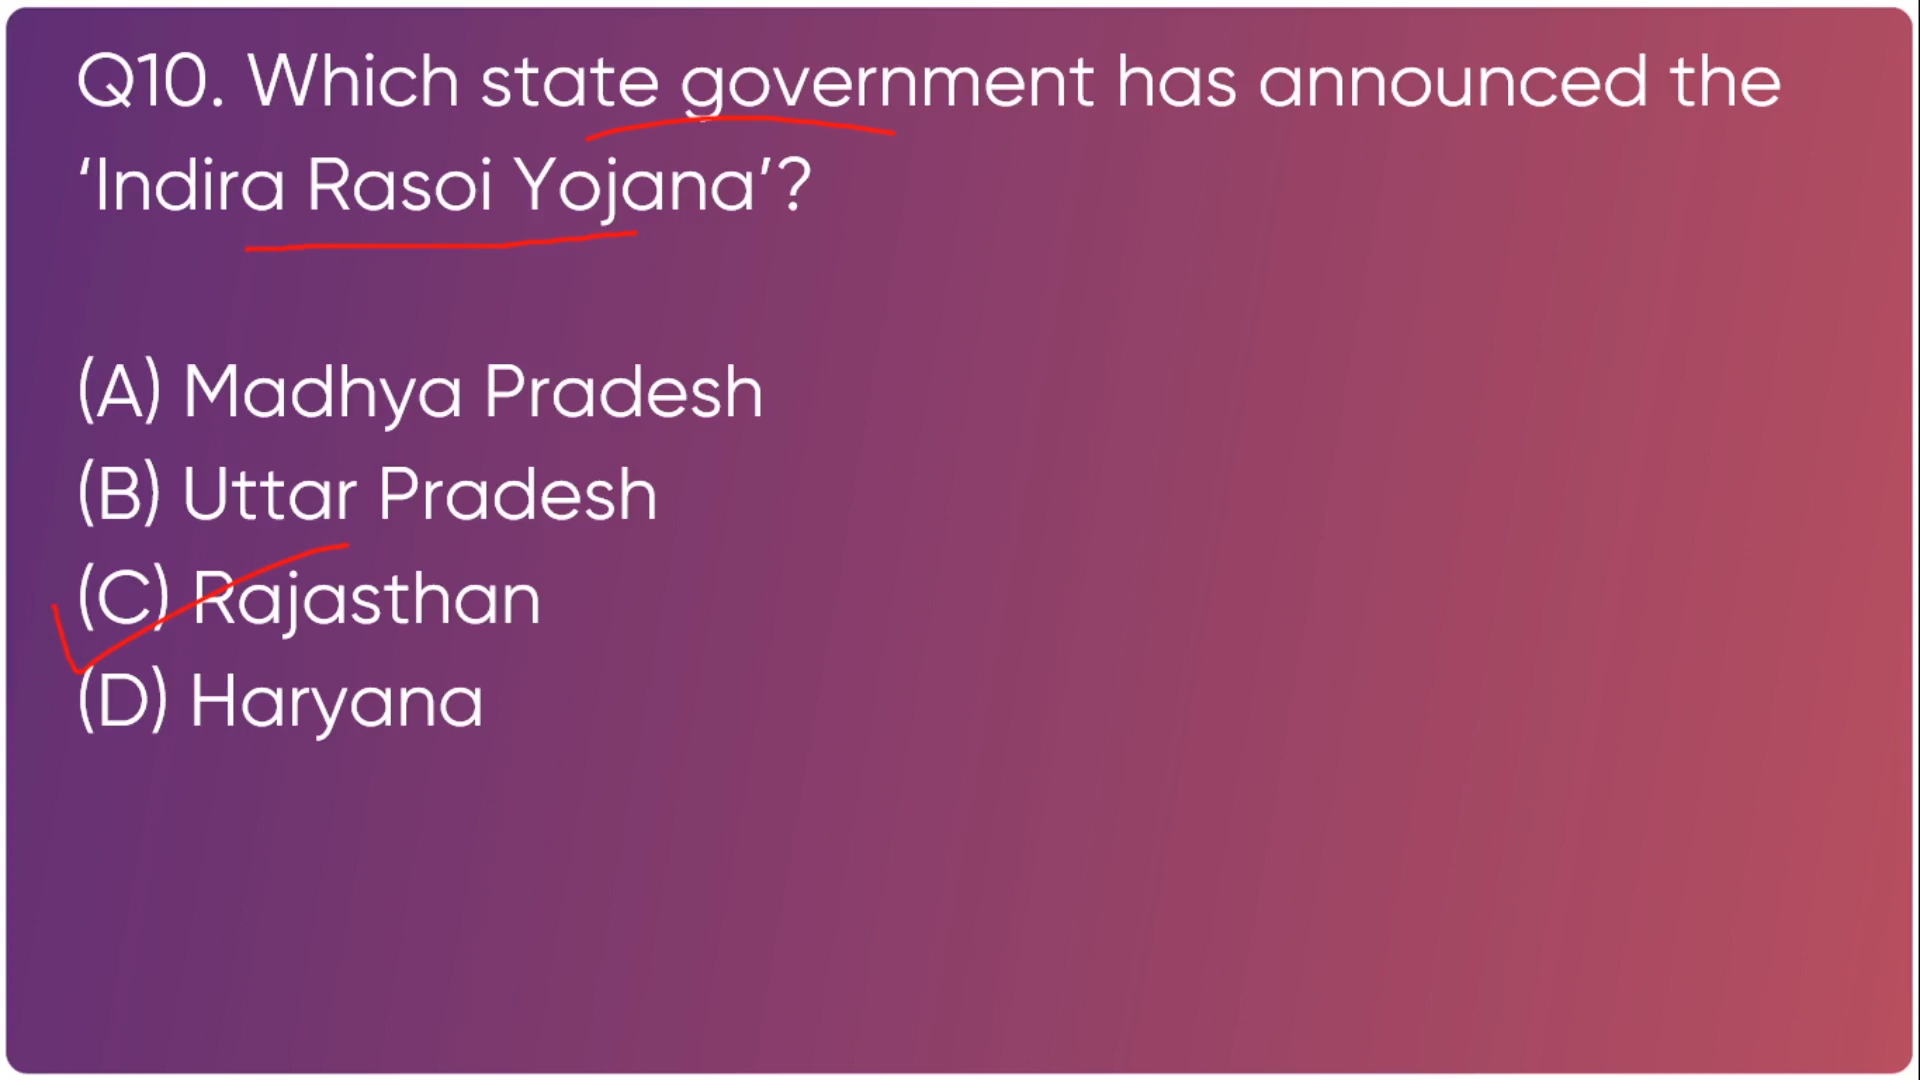 Q10. Which state government has announced the
‘Indira Rasoi Yojana’?
(A) Madhya Pradesh
(B) Uttar Pradesh
(C) Rajasthan
(D) Haryana